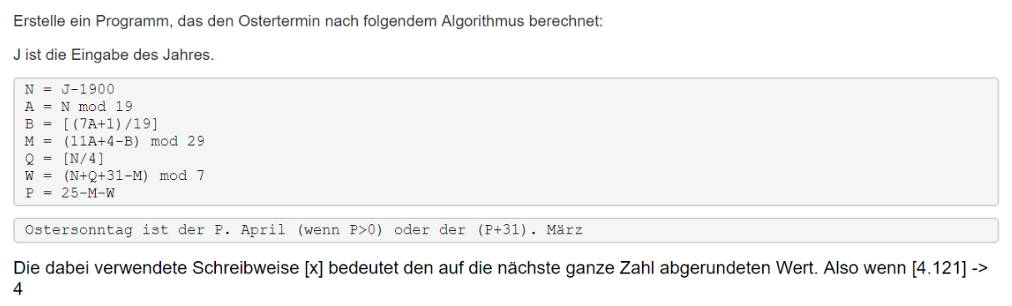 Erstelle ein Programm, das den Ostertermin nach folgendem Algorithmus berechnet:
J ist die Eingabe des Jahres.
N = J-1900
A = N mod 19
B = [(7A+1)/19]
M = (11A+4-B) mod 29
Q = [N/4]
W = (N+Q+31-M) mod 7
P = 25-M-W
Ostersonntag ist der P. April (wenn P>0) oder der (P+31). März
Die dabei verwendete Schreibweise [x] bedeutet den auf die nächste ganze Zahl abgerundeten Wert. Also wenn [4.121] ->
4